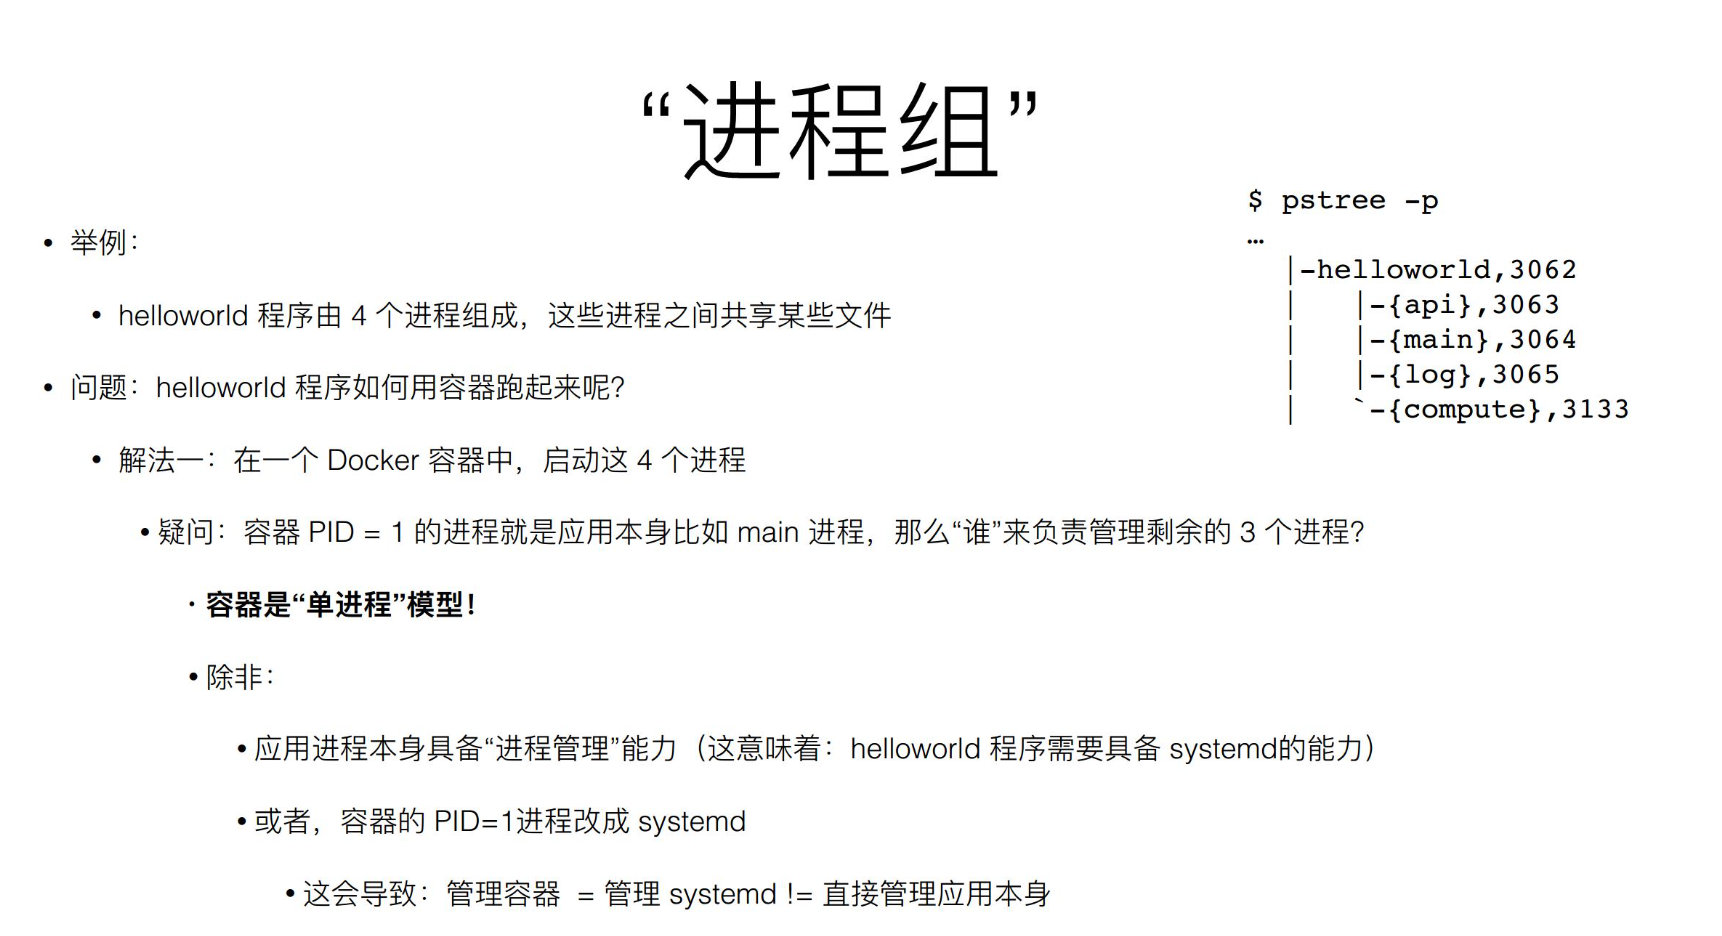 “进程组”
$ pstree -p
…
|-helloworld,3062
|   |-{api},3063
|   |-{main},3064
|   |-{log},3065
|   `-{compute},3133
• 举例：
• helloworld 程序由 4 个进程组成，这些进程之间共享某些文件
• 问题：helloworld 程序如何用容器跑起来呢？
• 解法一：在一个 Docker 容器中，启动这 4 个进程
• 疑问：容器 PID = 1 的进程就是应用本身比如 main 进程，那么“谁”来负责管理剩余的 3 个进程？
• 容器是“单进程”模型！
• 除非：
• 应用进程本身具备“进程管理”能力（这意味着：helloworld 程序需要具备 systemd的能力）
• 或者，容器的 PID=1进程改成 systemd
• 这会导致：管理容器 = 管理 systemd != 直接管理应用本身